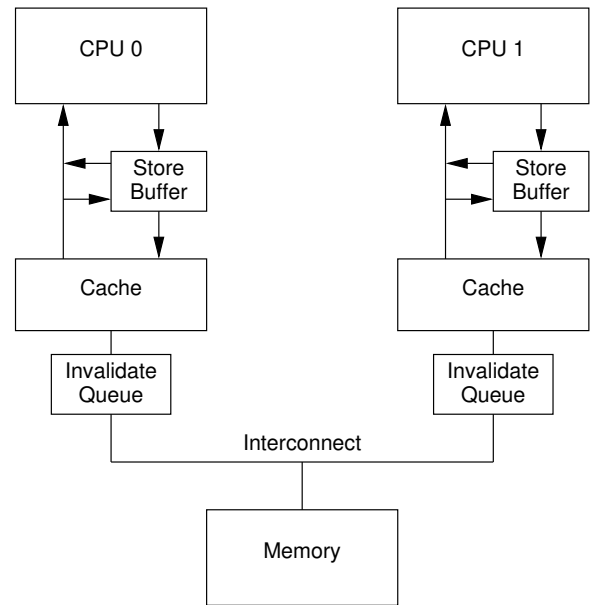 CPU 0
CPU 1
Store
Buffer
Store
Buffer
Cache
Cache
Invalidate
Queue
Invalidate
Queue
Interconnect
Memory